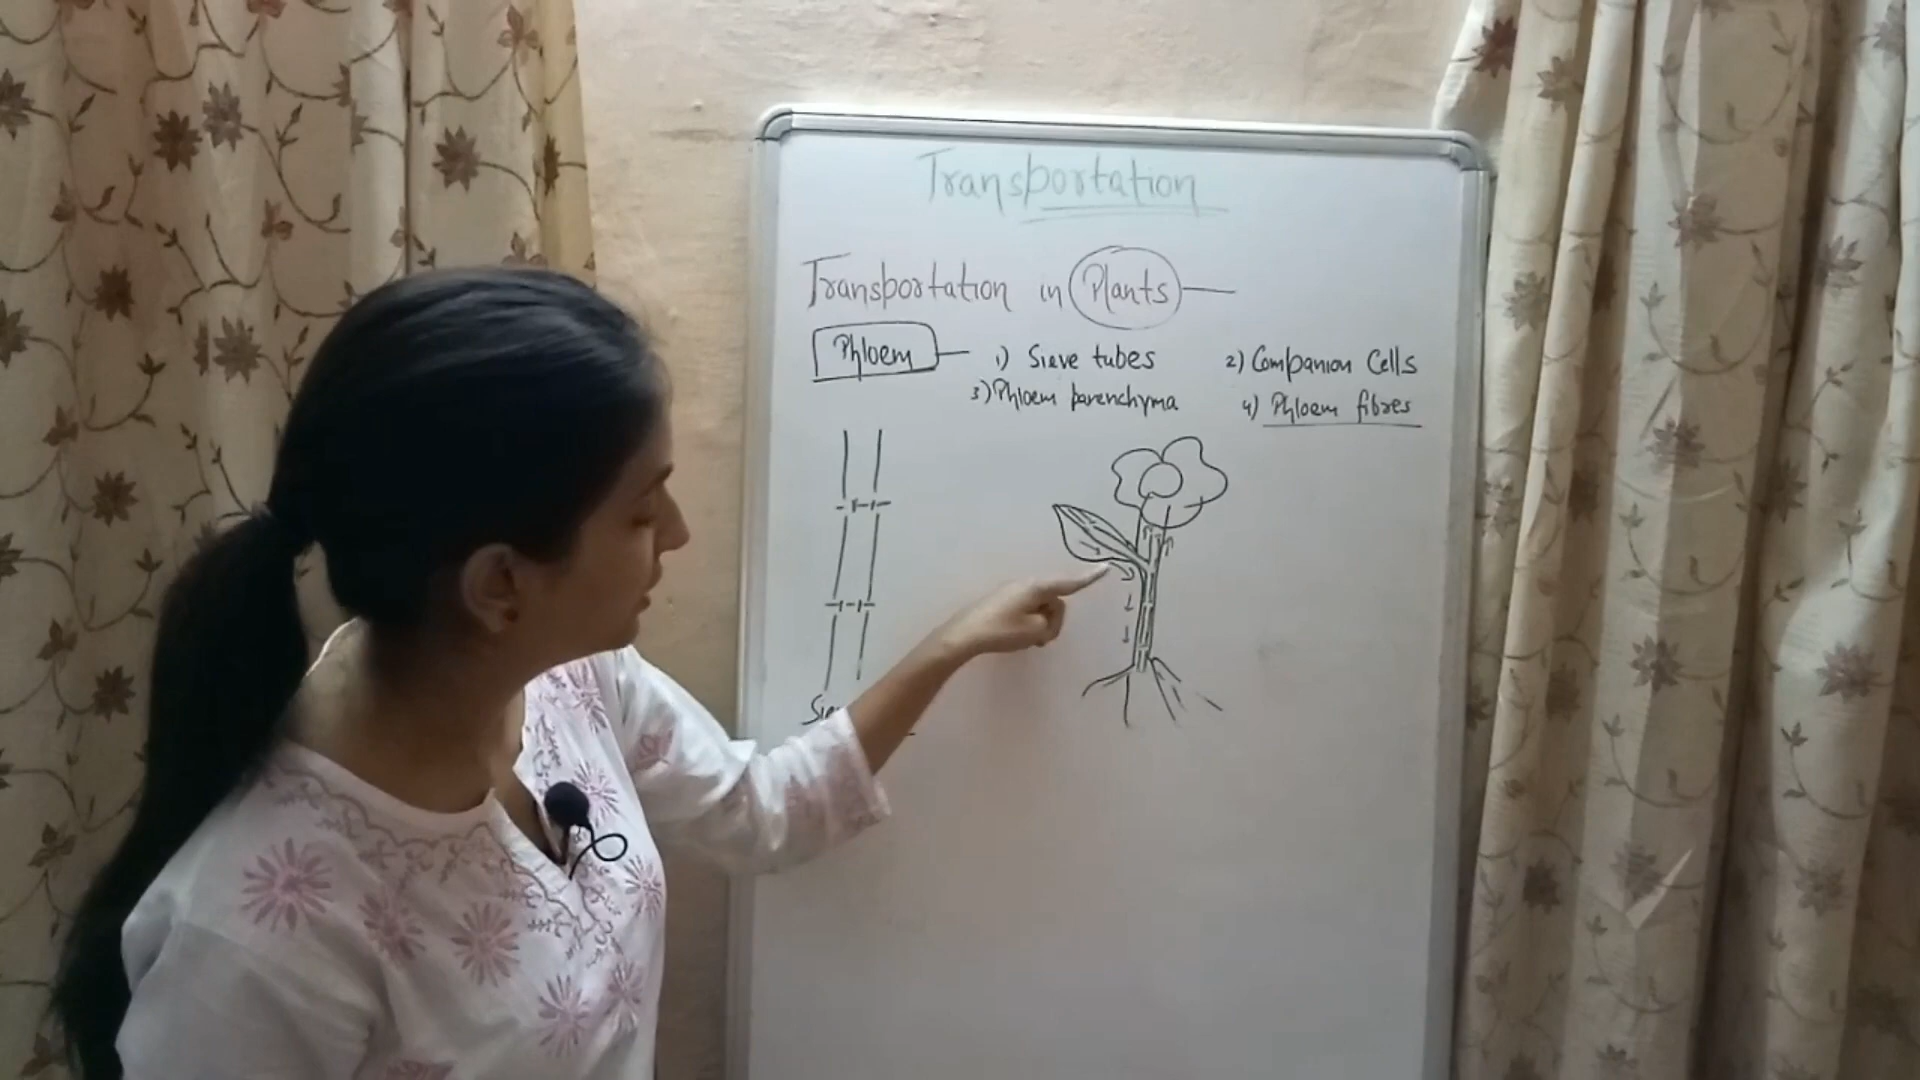 Transportation
Transportation in Plants
Phloem 1) Sieve tubes 2) Companion Cells
3) Phloem parenchyma 4) Phloem fibres